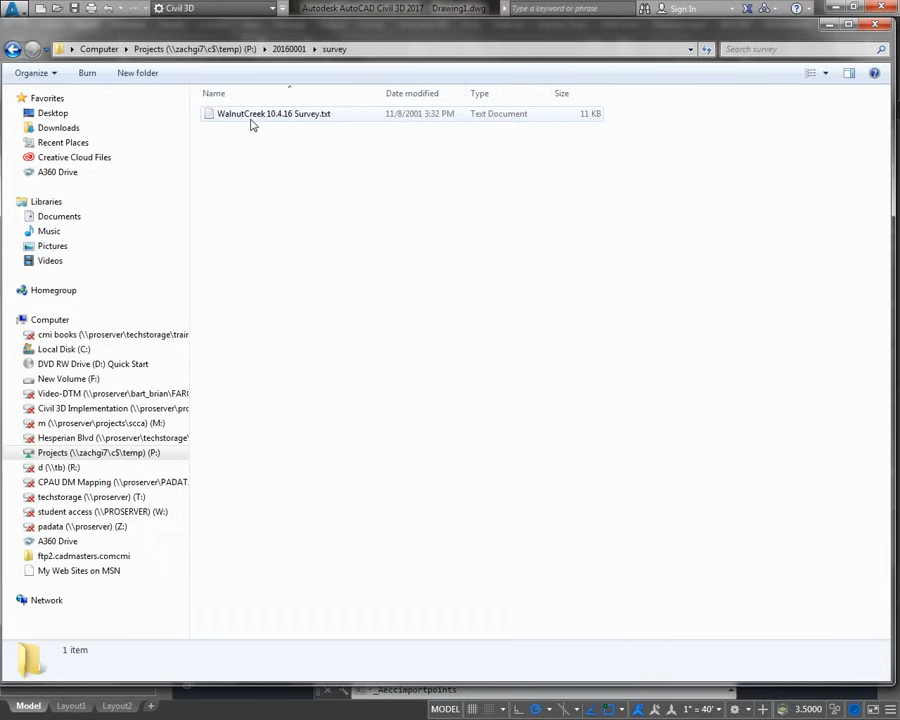 Civil 3D
Autodesk AutoCAD Civil 3D 2017 Drawing1.dwg
Type a keyword or phrase
Sign In
Computer
Projects (\\zachgi7\c$\temp) (P:)
20160001
survey
Search survey
Organize
Burn
New folder
Name
Date modified
Type
Size
WalnutCreek 10.4.16 Survey.txt
11/8/2001 3:32 PM
Text Document
11 KB
Favorites
Desktop
Downloads
Recent Places
Creative Cloud Files
A360 Drive
Libraries
Documents
Music
Pictures
Videos
Homegroup
Computer
cmi books (\\proserver\techstorage\train
Local Disk (C:)
DVD RW Drive (D:) Quick Start
New Volume (F:)
Video-DTM (\\proserver\bart_brian\FARO
Civil 3D Implementation (\\proserver\pro
m (\\proserver\projects\scca) (M:)
Hesperian Blvd (\\proserver\techstorage\
Projects (\\zachgi7\c$\temp) (P:)
d (\\tb) (R:)
CPAU DM Mapping (\\proserver\PADATA
techstorage (\\proserver) (T:)
student access (\\PROSERVER) (W:)
padata (\\proserver) (Z:)
A360 Drive
ftp2.cadmasters.comcmi
My Web Sites on MSN
Network
1 item
_Aeccimportpoints
Model
Layout1
Layout2
+
MODEL
1" = 40'
3.5000